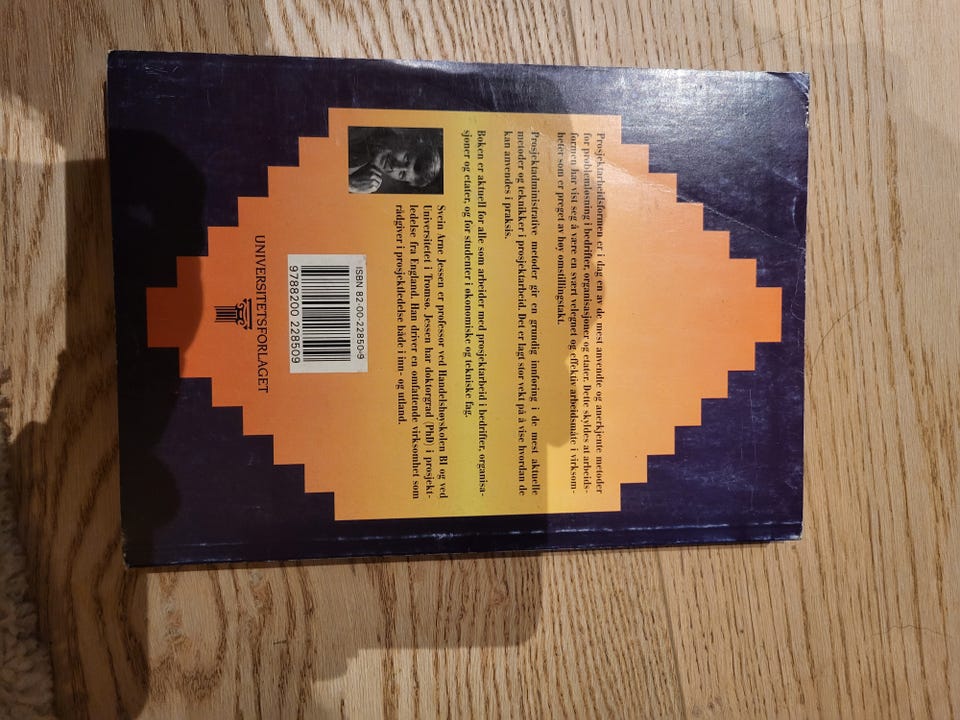 Prosjektarbeidsformen er i dag en av de mest anvendte og anerkjente metoder
for problemløsning i bedrifter, organisasjoner og etater. Dette skyldes at arbeids-
formen har vist seg å være en svært velegnet og effektiv arbeidsmåte i virksom-
heter som er preget av høy omstillingstakt.
Prosjektadministrative metoder gir en grundig innføring i de mest aktuelle
metoder og teknikker i prosjektarbeid. Det er lagt stor vekt på å vise hvordan de
kan anvendes i praksis.
Boken er aktuell for alle som arbeider med prosjektarbeid i bedrifter, organisa-
sjoner og etater, og for studenter i økonomiske og tekniske fag.
Svein Arne Jessen er professor ved Handelshøyskolen BI og ved
Universitetet i Tromsø. Jessen har doktorgrad (PhD) i prosjekt-
ledelse fra England. Han driver en omfattende virksomhet som
rådgiver i prosjektledelse både i inn- og utland.
ISBN 82-00-22850-9
9788200 228509
UNIVERSITETSFORLAGET